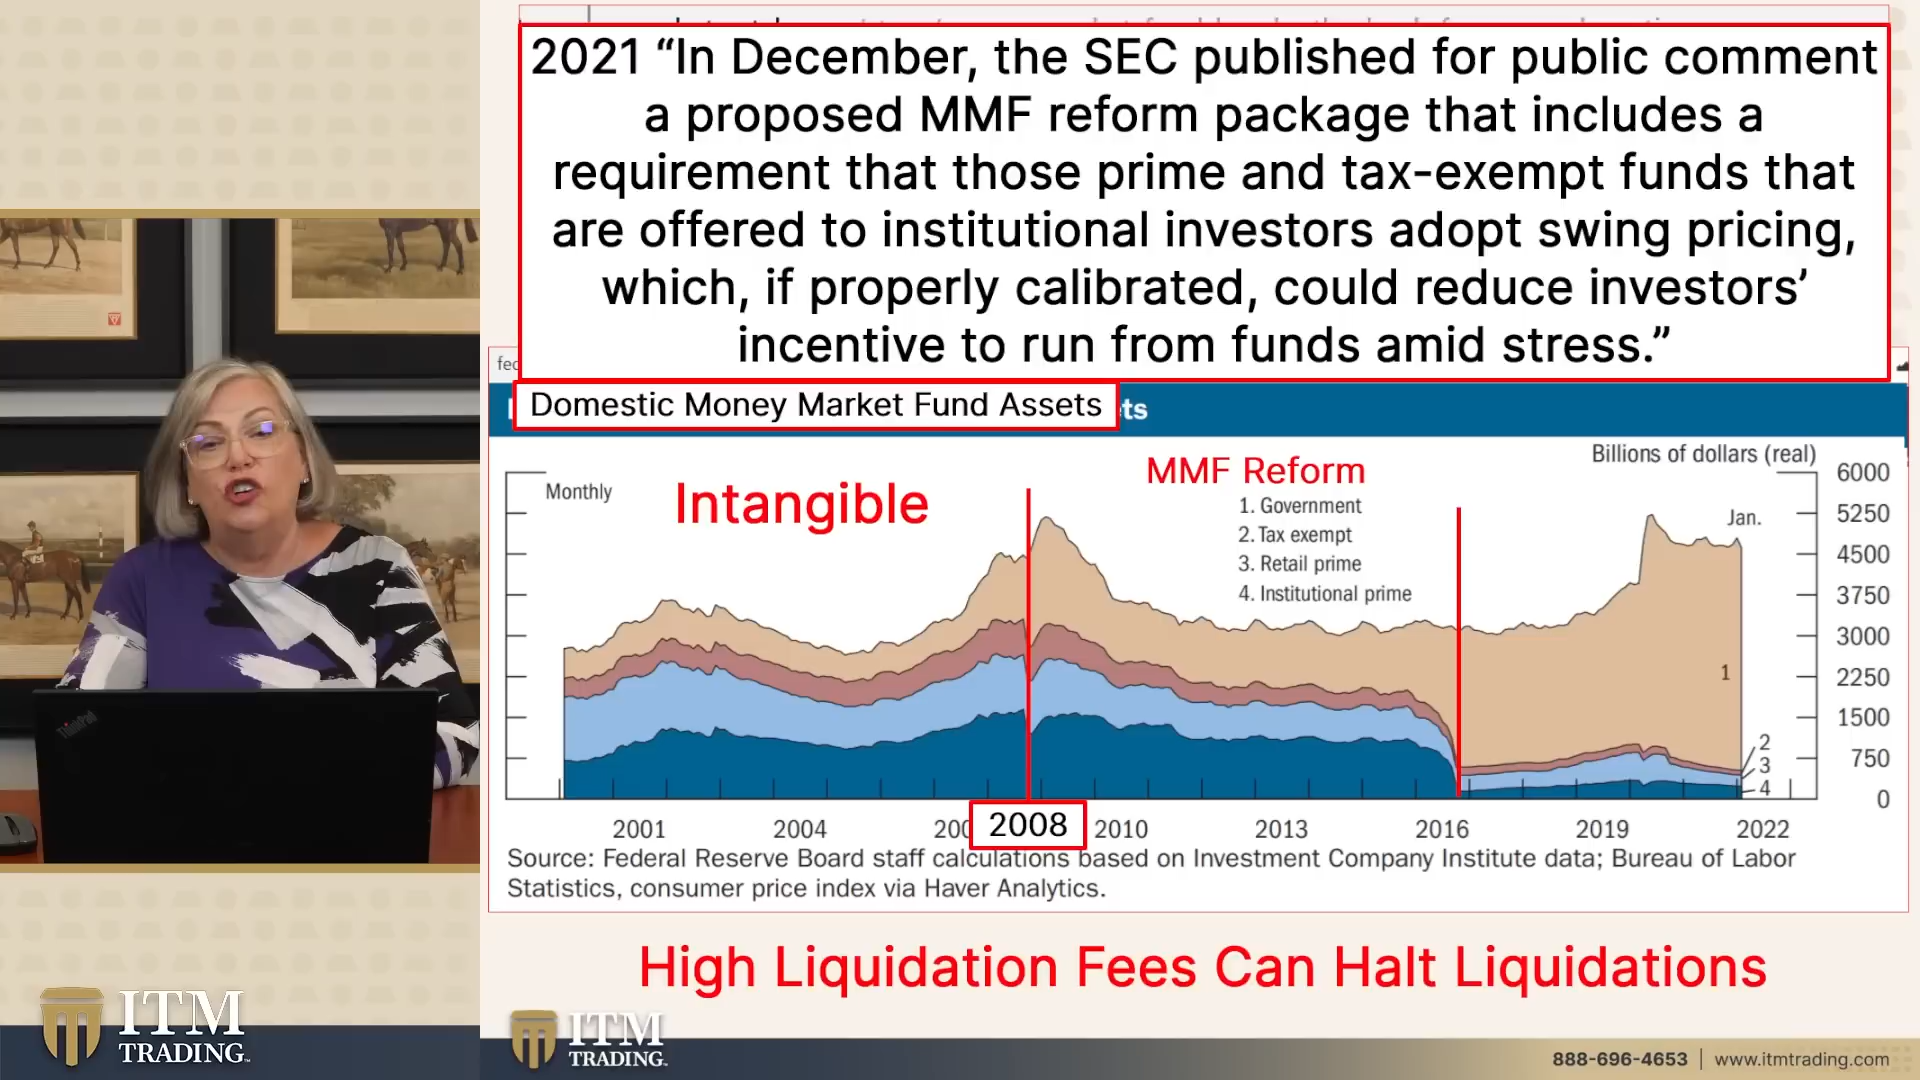 2021 “In December, the SEC published for public comment
a proposed MMF reform package that includes a
requirement that those prime and tax-exempt funds that
are offered to institutional investors adopt swing pricing,
which, if properly calibrated, could reduce investors’
incentive to run from funds amid stress.”
Domestic Money Market Fund Assets
Billions of dollars (real)
Monthly
Intangible
MMF Reform
1. Government
2. Tax exempt
3. Retail prime
4. Institutional prime
Jan.
6000
5250
4500
3750
3000
2250
1500
750
0
1
2
3
4
2001
2004
2008
2010
2013
2016
2019
2022
Source: Federal Reserve Board staff calculations based on Investment Company Institute data; Bureau of Labor
Statistics, consumer price index via Haver Analytics.
High Liquidation Fees Can Halt Liquidations
ThinkPad
ITM
TRADING
ITM
TRADING
888-696-4653 | www.itmtrading.com